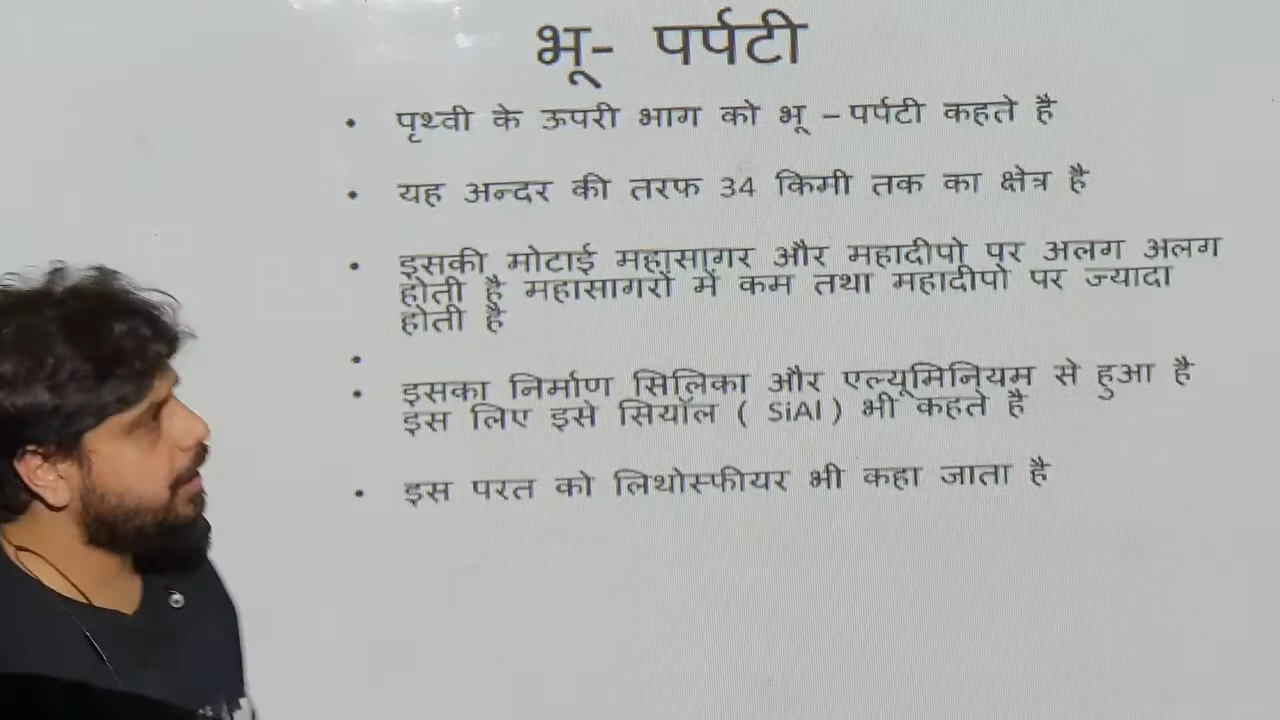 भू- पर्पटी
• पृथ्वी के ऊपरी भाग को भू – पर्पटी कहते है
• यह अन्दर की तरफ 34 किमी तक का क्षेत्र है
• इसकी मोटाई महासागर और महादीपो पर अलग अलग
होती है महासागरों में कम तथा महादीपो पर ज्यादा
होती है
•
• इसका निर्माण सिलिका और एल्यूमिनियम से हुआ है
इस लिए इसे सियॉल ( SiAl ) भी कहते है
• इस परत को लिथोस्फीयर भी कहा जाता है